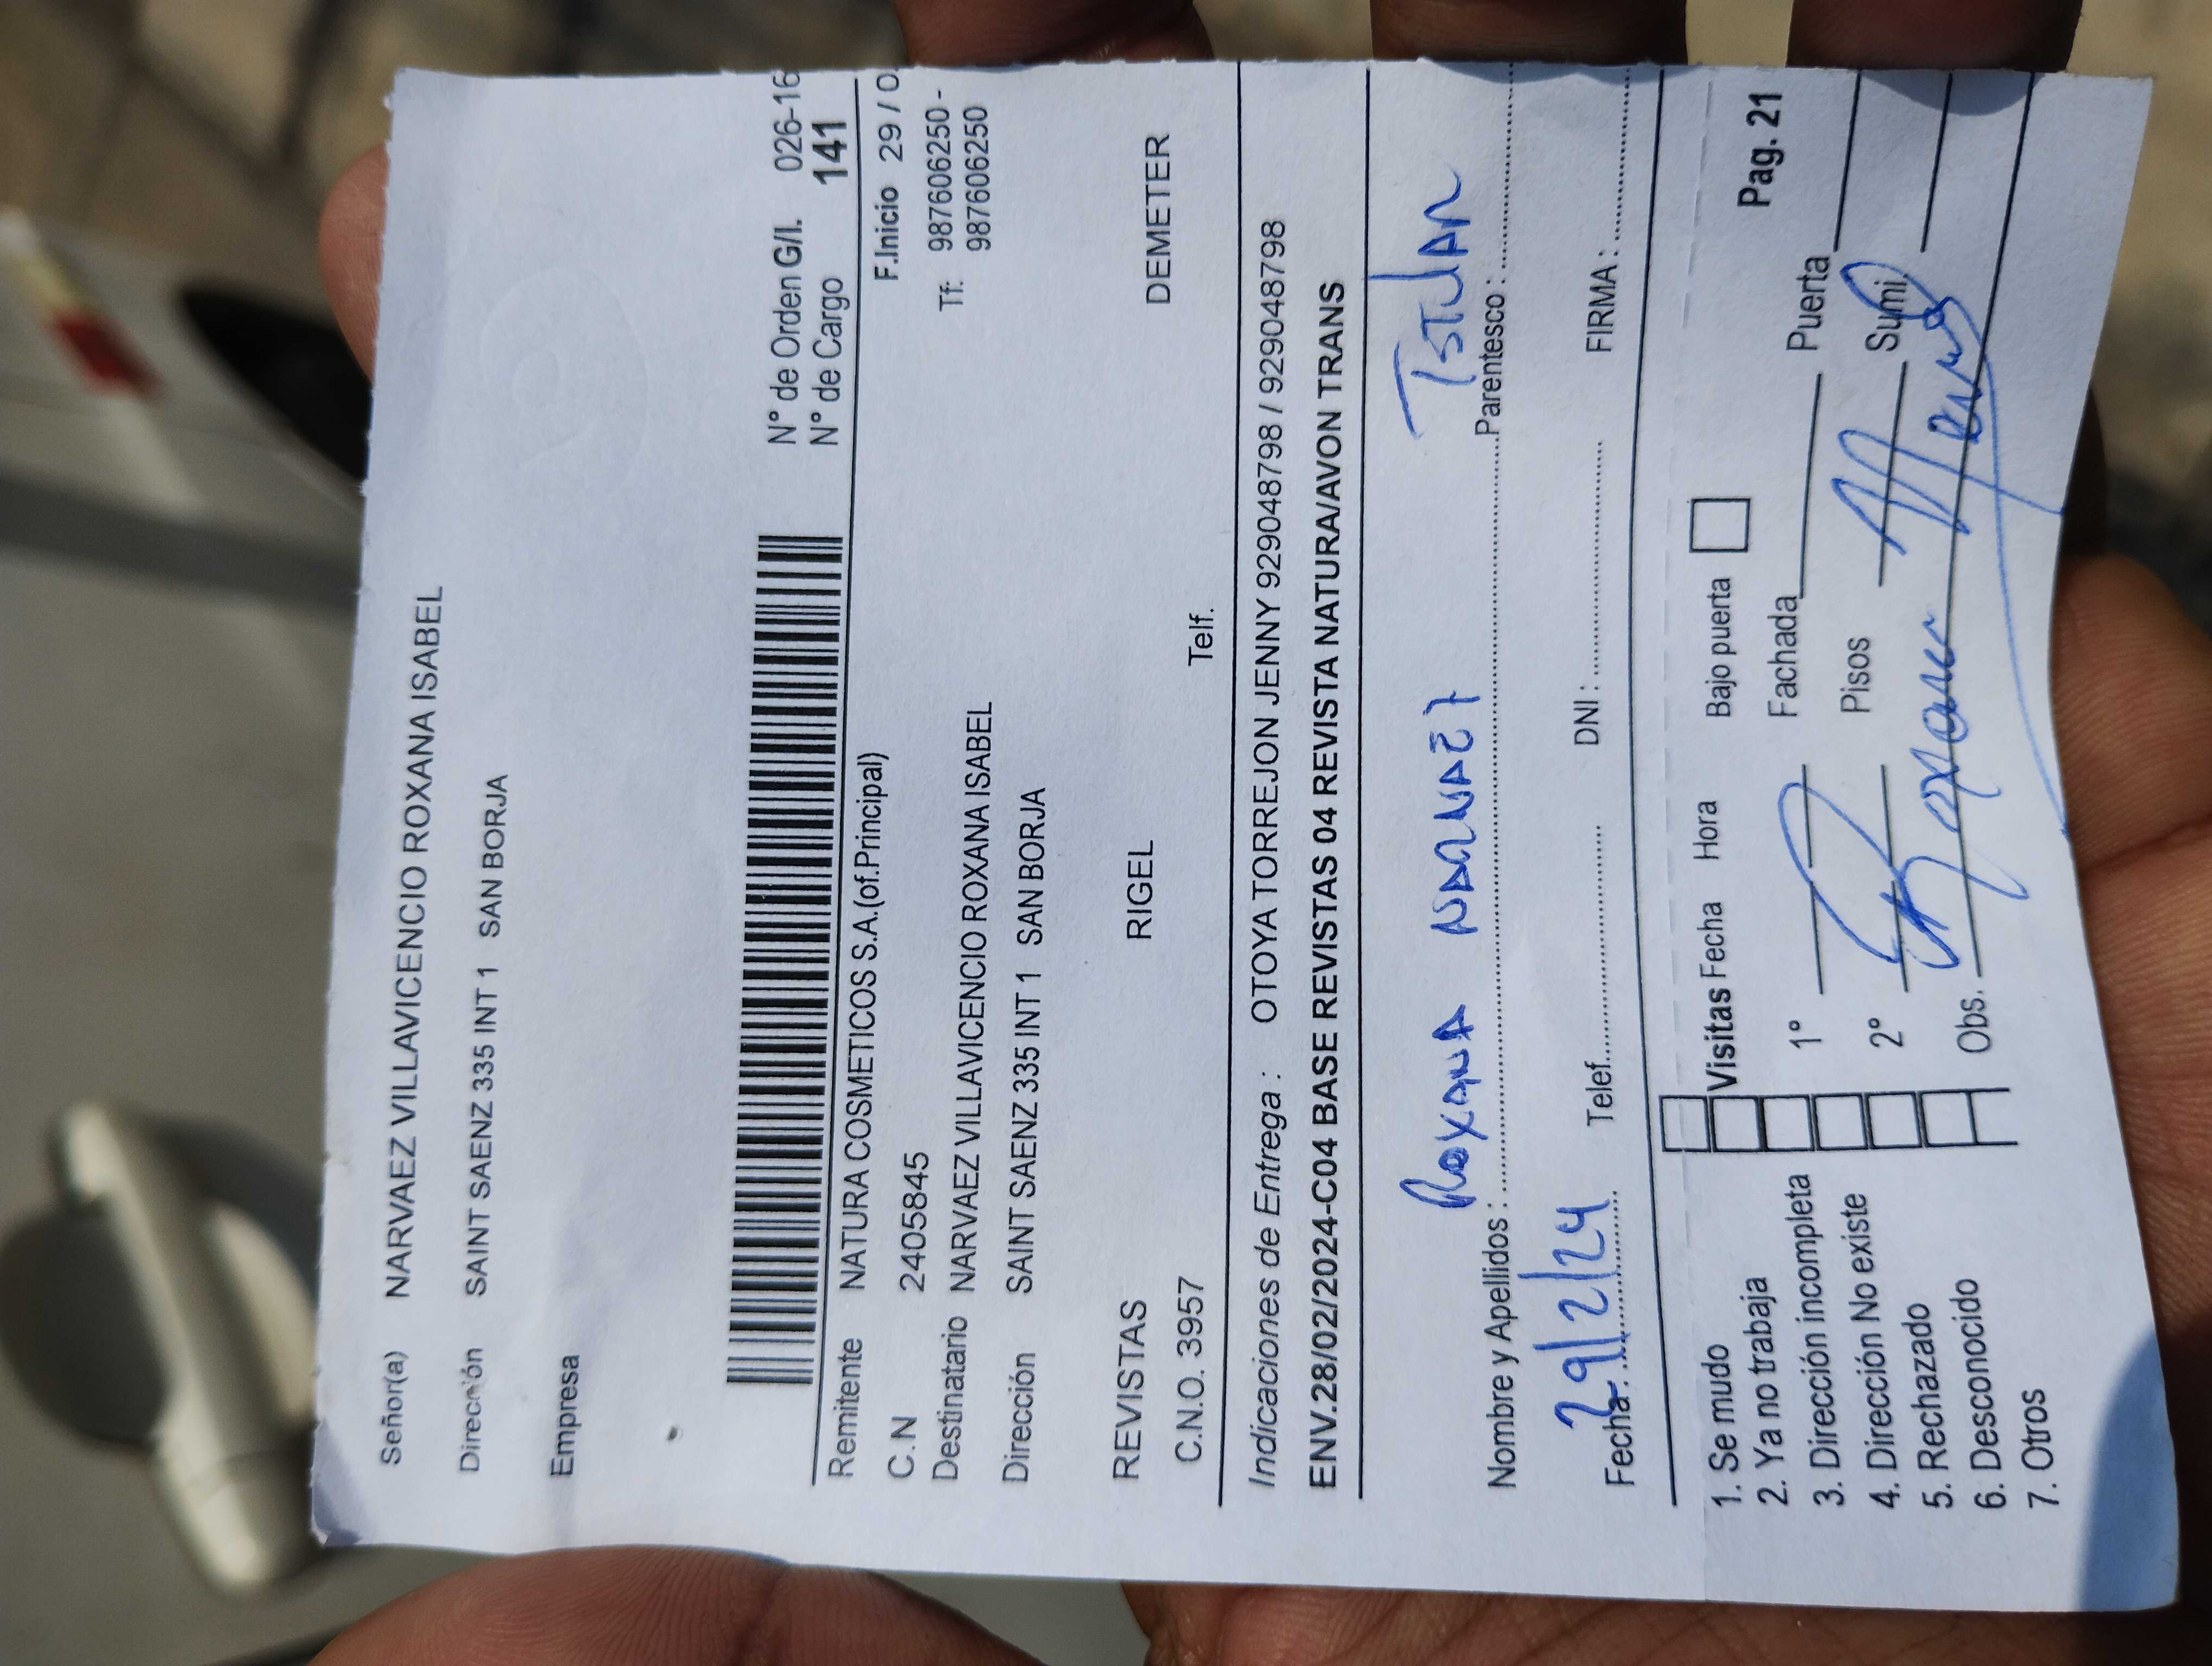 Señor(a) NARVAEZ VILLAVICENCIO ROXANA ISABEL
Dirección SAINT SAENZ 335 INT 1 SAN BORJA
Empresa
N° de Orden G/I. 026-16
N° de Cargo 141
Remitente NATURA COSMETICOS S.A.(of.Principal) F.Inicio 29 / 0
C.N 24058​45 Tf: 987606250 -
Destinatario NARVAEZ VILLAVICENCIO ROXANA ISABEL 987606250
Dirección SAINT SAENZ 335 INT 1 SAN BORJA
REVISTAS RIGEL DEMETER
C.N.O. 3957 Telf.
Indicaciones de Entrega : OTOYA TORREJON JENNY 929048798 / 929048798
ENV.28/02/2024-C04 BASE REVISTAS 04 REVISTA NATURA/AVON TRANS
Nombre y Apellidos : Roxana Narvaez Parentesco :
Fecha : 29/2/24 Telef. DNI : FIRMA :
1. Se mudo Visitas Fecha Hora Bajo puerta Pag. 21
2. Ya no trabaja
3. Dirección incompleta 1° Fachada Puerta
4. Dirección No existe
5. Rechazado 2° Pisos Sumi.
6. Desconocido Obs. Roxana
7. Otros